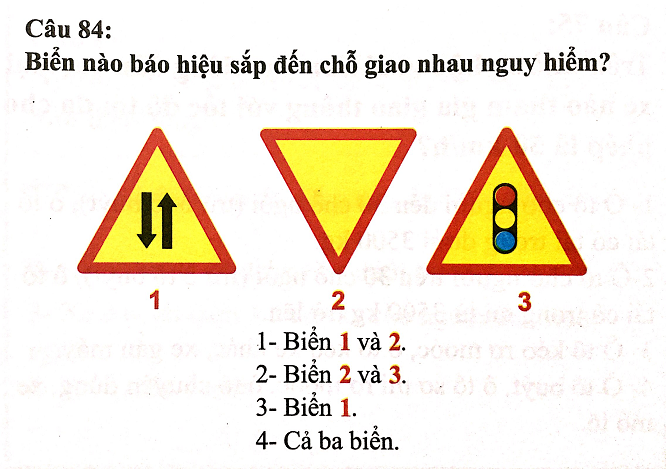 Câu 84:
Biển nào báo hiệu sắp đến chỗ giao nhau nguy hiểm?
1 2 3
1- Biển 1 và 2.
2- Biển 2 và 3.
3- Biển 1.
4- Cả ba biển.